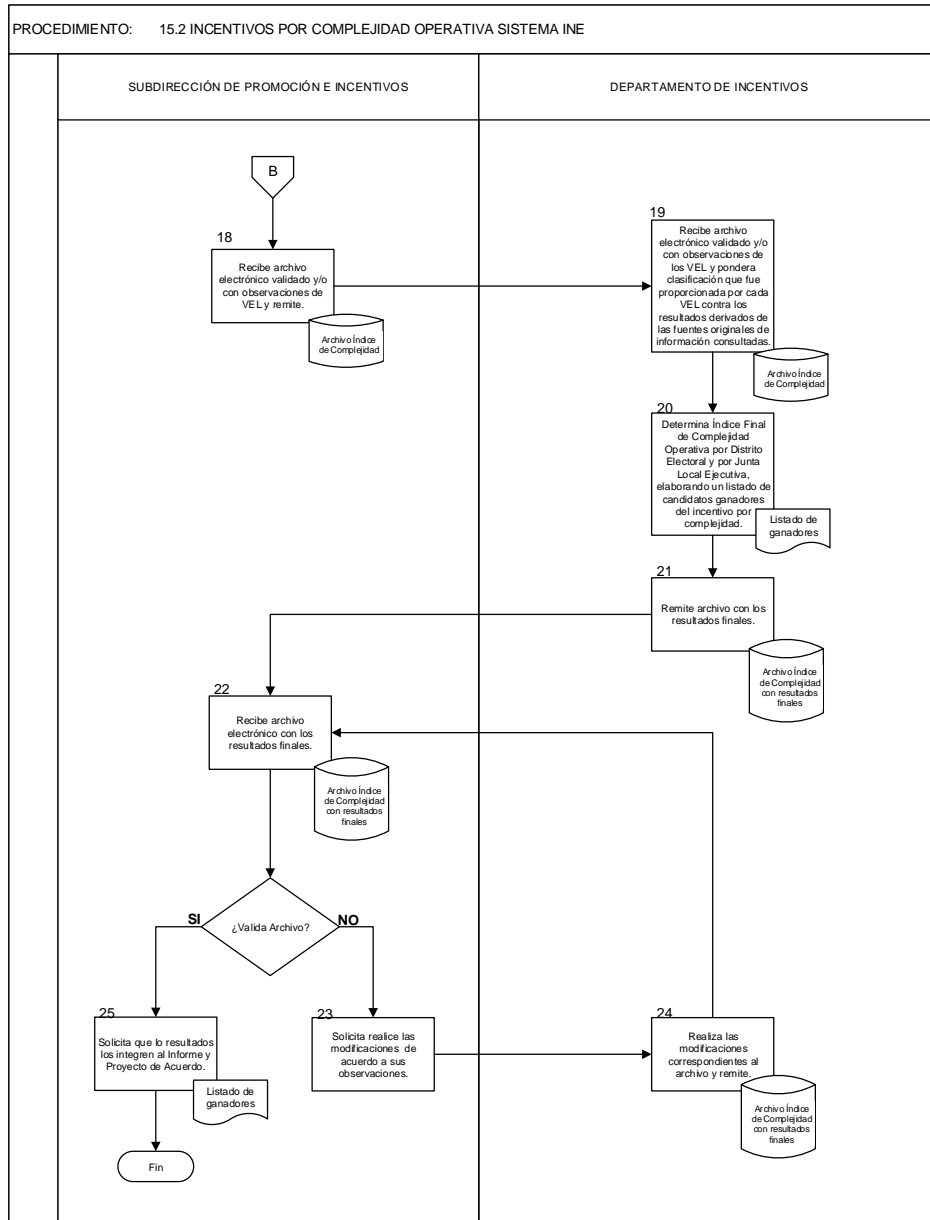 PROCEDIMIENTO: 15.2 INCENTIVOS POR COMPLEJIDAD OPERATIVA SISTEMA INE
SUBDIRECCIÓN DE PROMOCIÓN E INCENTIVOS
DEPARTAMENTO DE INCENTIVOS
B
18
Recibe archivo
electrónico validado y/o
con observaciones de
VEL y remite.
Archivo Índice
de Complejidad
19
Recibe archivo
electrónico validado y/o
con observaciones de
los VEL y pondera
clasificación que fue
proporcionada por cada
VEL contra los
resultados derivados de
las fuentes originales de
información consultadas.
Archivo Índice
de Complejidad
20
Determina Índice Final
de Complejidad
Operativa por Distrito
Electoral y por Junta
Local Ejecutiva,
elaborando un listado de
candidatos ganadores
del incentivo por
complejidad.
Listado de
ganadores
21
Remite archivo con los
resultados finales.
Archivo Índice
de Complejidad
con resultados
finales
22
Recibe archivo
electrónico con los
resultados finales.
Archivo Índice
de Complejidad
con resultados
finales
¿Valida Archivo?
SI
NO
25
Solicita que lo resultados
los integren al Informe y
Proyecto de Acuerdo.
Listado de
ganadores
23
Solicita realice las
modificaciones de
acuerdo a sus
observaciones.
24
Realiza las
modificaciones
correspondientes al
archivo y remite.
Archivo Índice
de Complejidad
con resultados
finales
Fin